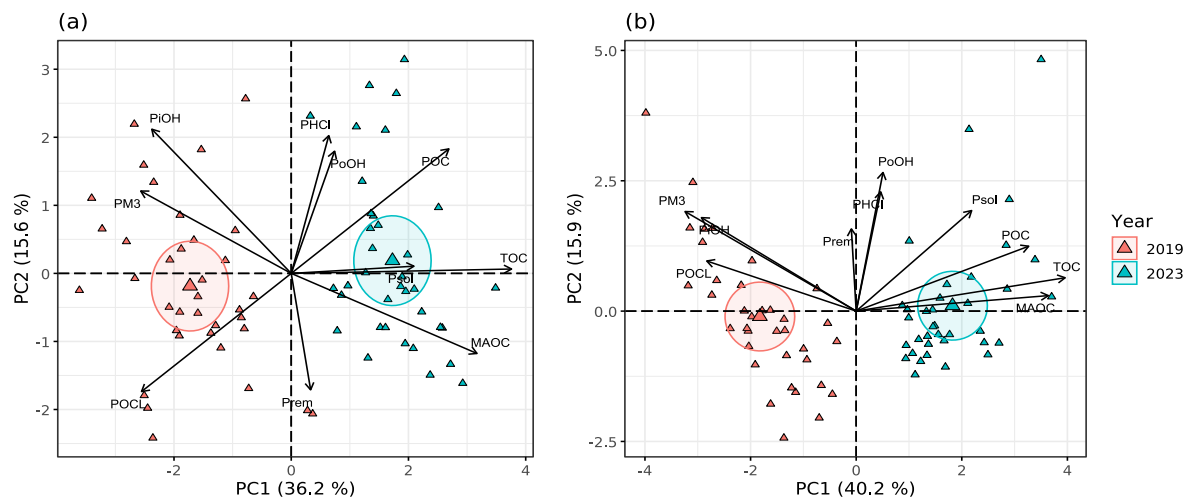 (a)
(b)
PC2 (15.6 %)
3
2
1
0
-1
-2
PiOH
PHCl
PoOH
POC
PM3
TOC
Psol
MAOC
POCL
Prem
-2
0
2
4
PC1 (36.2 %)
PC2 (15.9 %)
5.0
2.5
0.0
-2.5
PoOH
PM3
PHCl
Psol
PiOH
Prem
POC
POCL
TOC
MAOC
-4
-2
0
2
4
PC1 (40.2 %)
Year
2019
2023